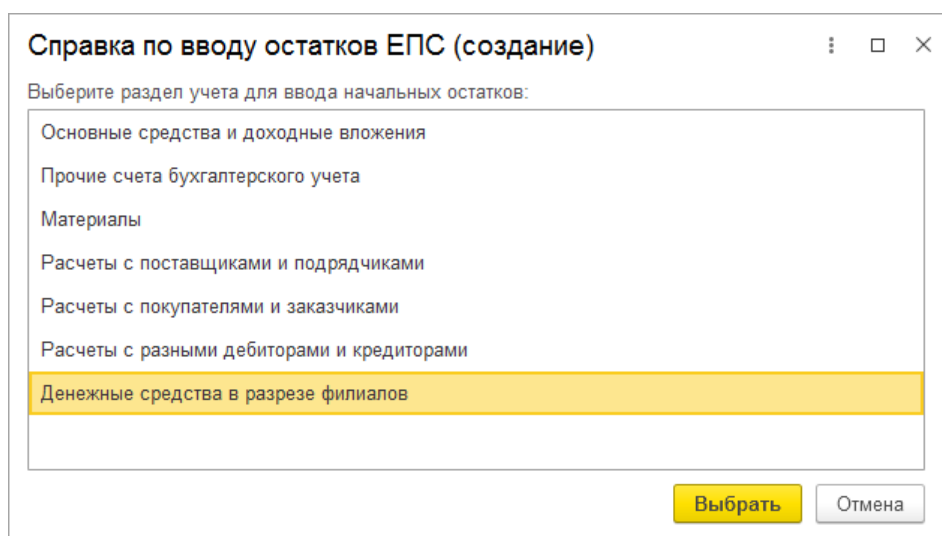 Справка по вводу остатков ЕПС (создание)
Выберите раздел учета для ввода начальных остатков:
Основные средства и доходные вложения
Прочие счета бухгалтерского учета
Материалы
Расчеты с поставщиками и подрядчиками
Расчеты с покупателями и заказчиками
Расчеты с разными дебиторами и кредиторами
Денежные средства в разрезе филиалов
Выбрать Отмена